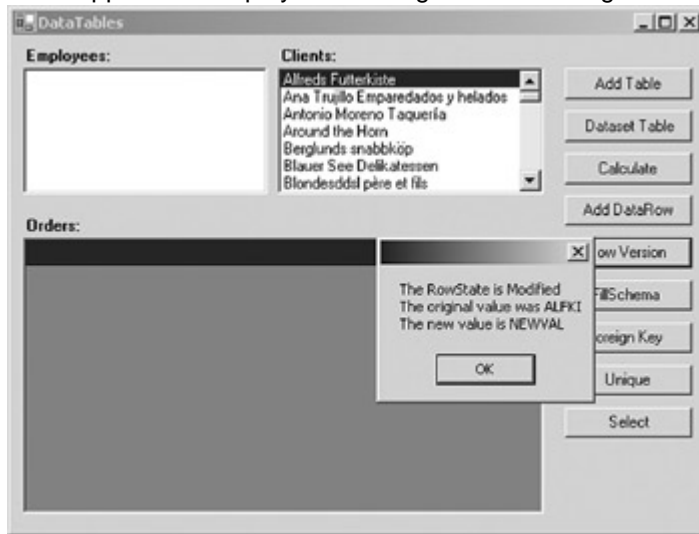 DataTables
Employees:
Clients:
Alfreds Futterkiste
Ana Trujillo Emparedados y helados
Antonio Moreno Taquería
Around the Horn
Berglunds snabbköp
Blauer See Delikatessen
Blondesddsl père et fils
Add Table
Dataset Table
Calculate
Add DataRow
ow Version
FillSchema
oreign Key
Unique
Select
Orders:
The RowState is Modified
The original value was ALFKI
The new value is NEWVAL
OK